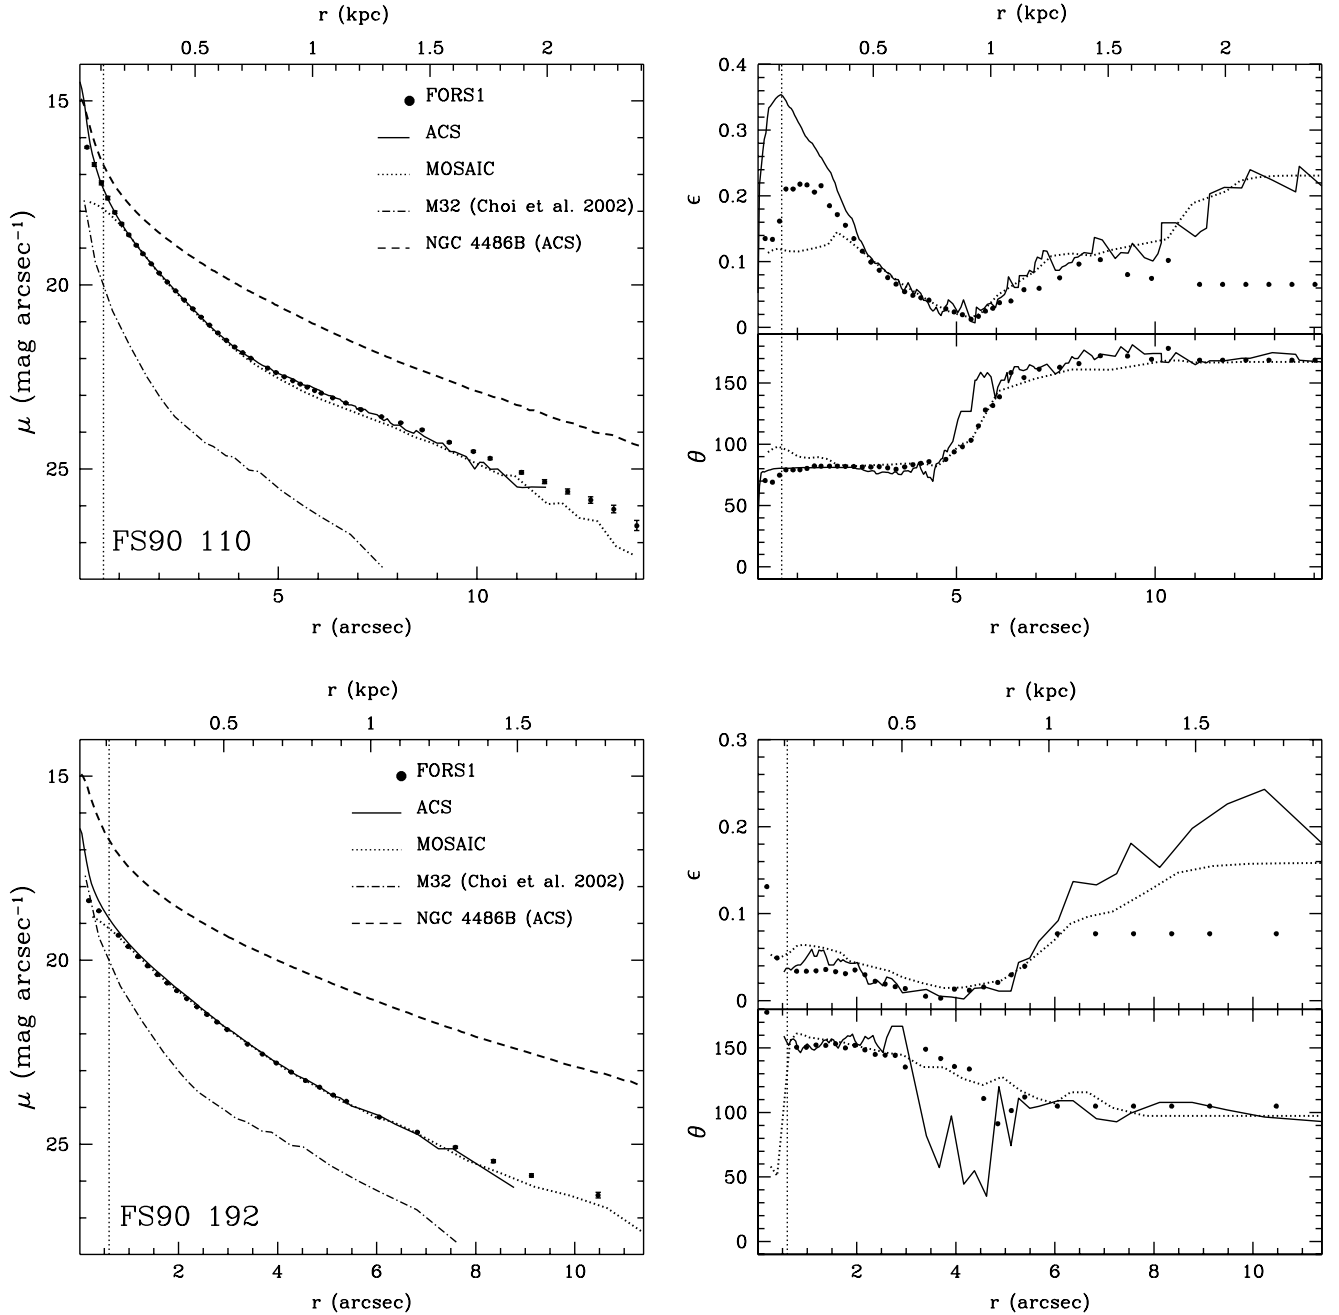 r (kpc)
0.5 1 1.5 2
15
20
25
μ (mag arcsec⁻¹)
FORS1
ACS
MOSAIC
M32 (Choi et al. 2002)
NGC 4486B (ACS)
FS90 110
5 10
r (arcsec)
r (kpc)
0.5 1 1.5 2
0.4
0.3
0.2
0.1
0
ϵ
150
100
50
0
θ
5 10
r (arcsec)
r (kpc)
0.5 1 1.5
15
20
25
μ (mag arcsec⁻¹)
FORS1
ACS
MOSAIC
M32 (Choi et al. 2002)
NGC 4486B (ACS)
FS90 192
2 4 6 8 10
r (arcsec)
r (kpc)
0.5 1 1.5
0.3
0.2
0.1
0
ϵ
150
100
50
0
θ
2 4 6 8 10
r (arcsec)